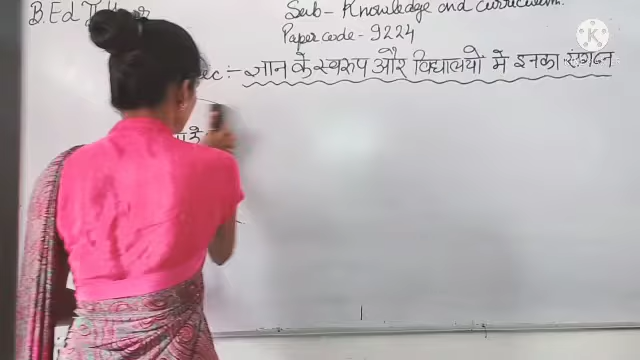 B.Ed
Sub- Knowledge and curriculum.
Paper code - 9224
:- ज्ञान के स्वरूप और विद्यालयों में इनका संगठन